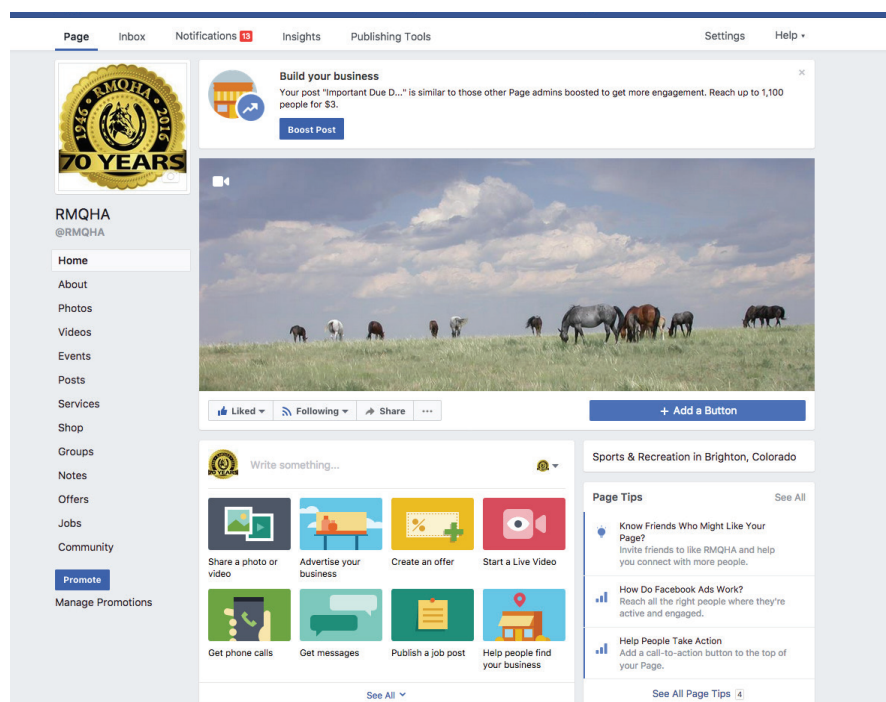 Page Inbox Notifications 13 Insights Publishing Tools Settings Help
RMQHA
1946 2016
70 YEARS
Build your business
Your post "Important Due D..." is similar to those other Page admins boosted to get more engagement. Reach up to 1,100
people for $3.
Boost Post
RMQHA
@RMQHA
Home
About
Photos
Videos
Events
Posts
Services
Shop
Groups
Notes
Offers
Jobs
Community
Promote
Manage Promotions
Liked Following Share ...
+ Add a Button
Write something...
Share a photo or
video
Advertise your
business
Create an offer
Start a Live Video
Get phone calls
Get messages
Publish a job post
Help people find
your business
See All
Sports & Recreation in Brighton, Colorado
Page Tips See All
Know Friends Who Might Like Your
Page?
Invite friends to like RMQHA and help
you connect with more people.
How Do Facebook Ads Work?
Reach all the right people where they're
active and engaged.
Help People Take Action
Add a call-to-action button to the top of
your Page.
See All Page Tips 4